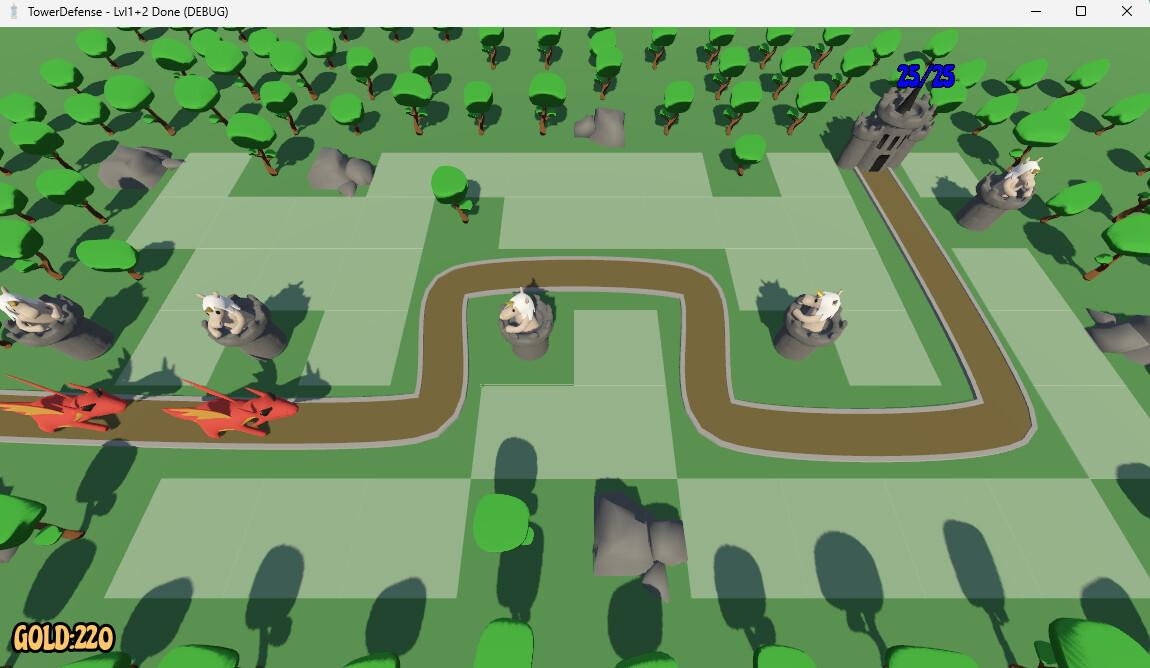 TowerDefense - Lvl1+2 Done (DEBUG)
25/25
GOLD:220